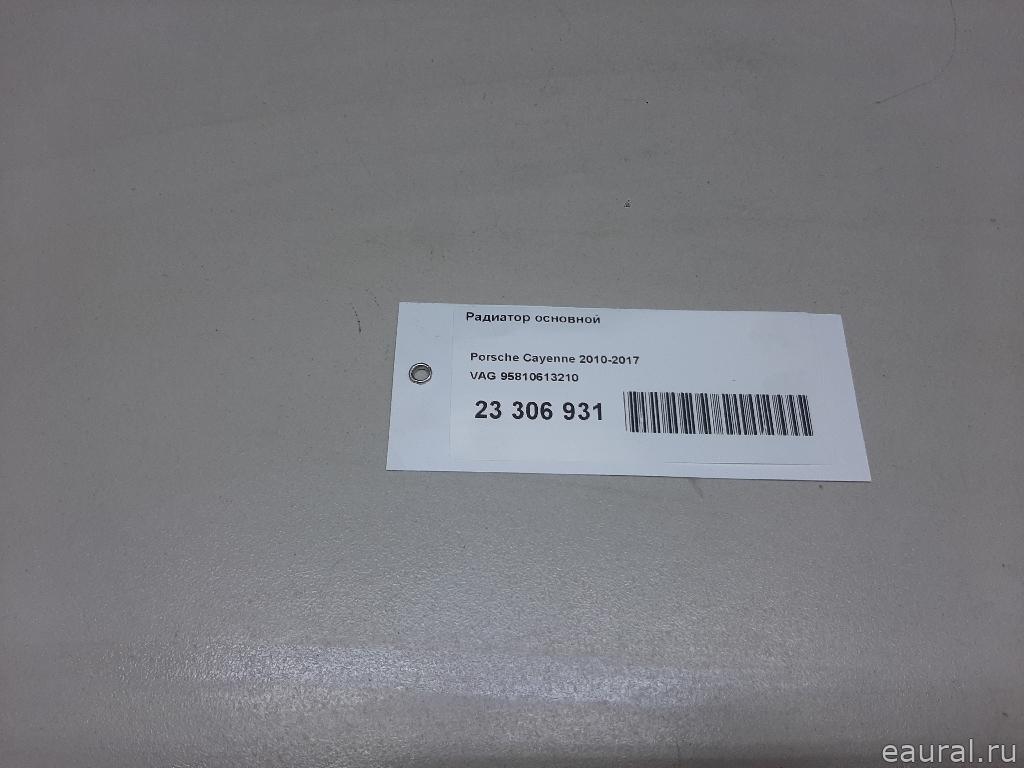 Радиатор основной
Porsche Cayenne 2010-2017
VAG 95810613210
23 306 931
eaural.ru